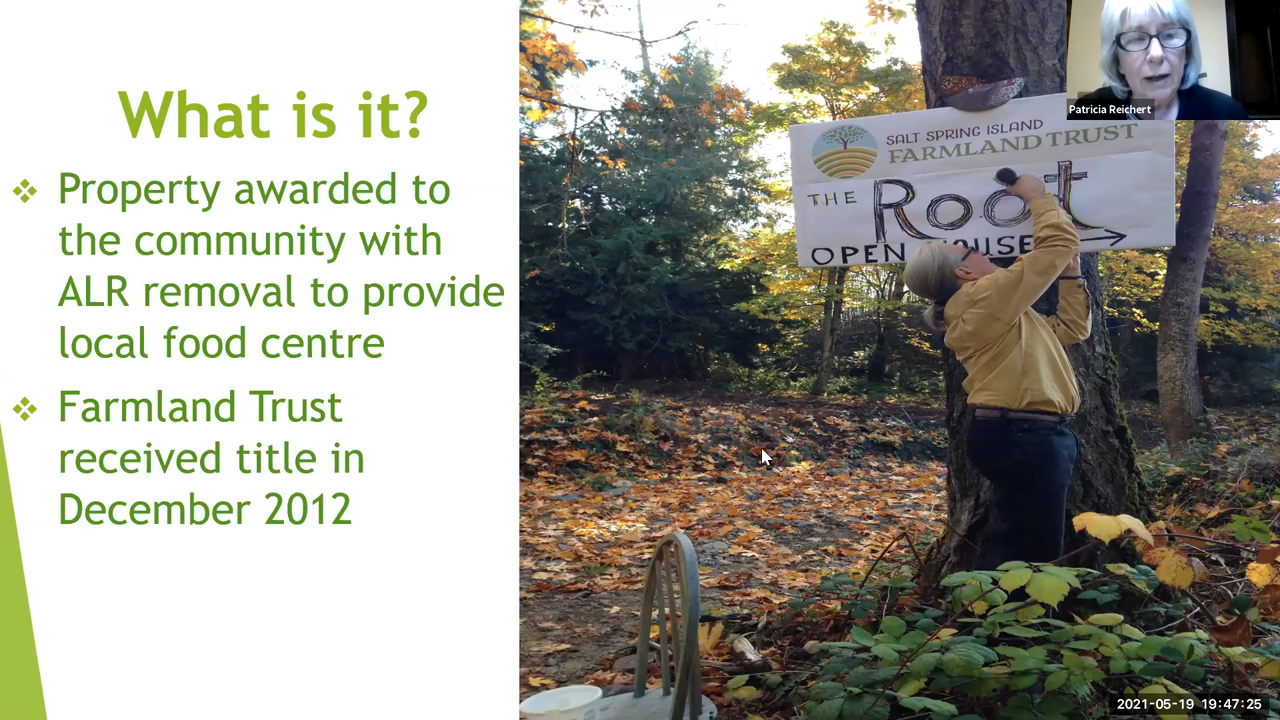 What is it?
Property awarded to
the community with
ALR removal to provide
local food centre
Farmland Trust
received title in
December 2012
SALT SPRING ISLAND
FARMLAND TRUST
THE Root
OPEN HOUSE
Patricia Reichert
2021-05-19 19:47:25